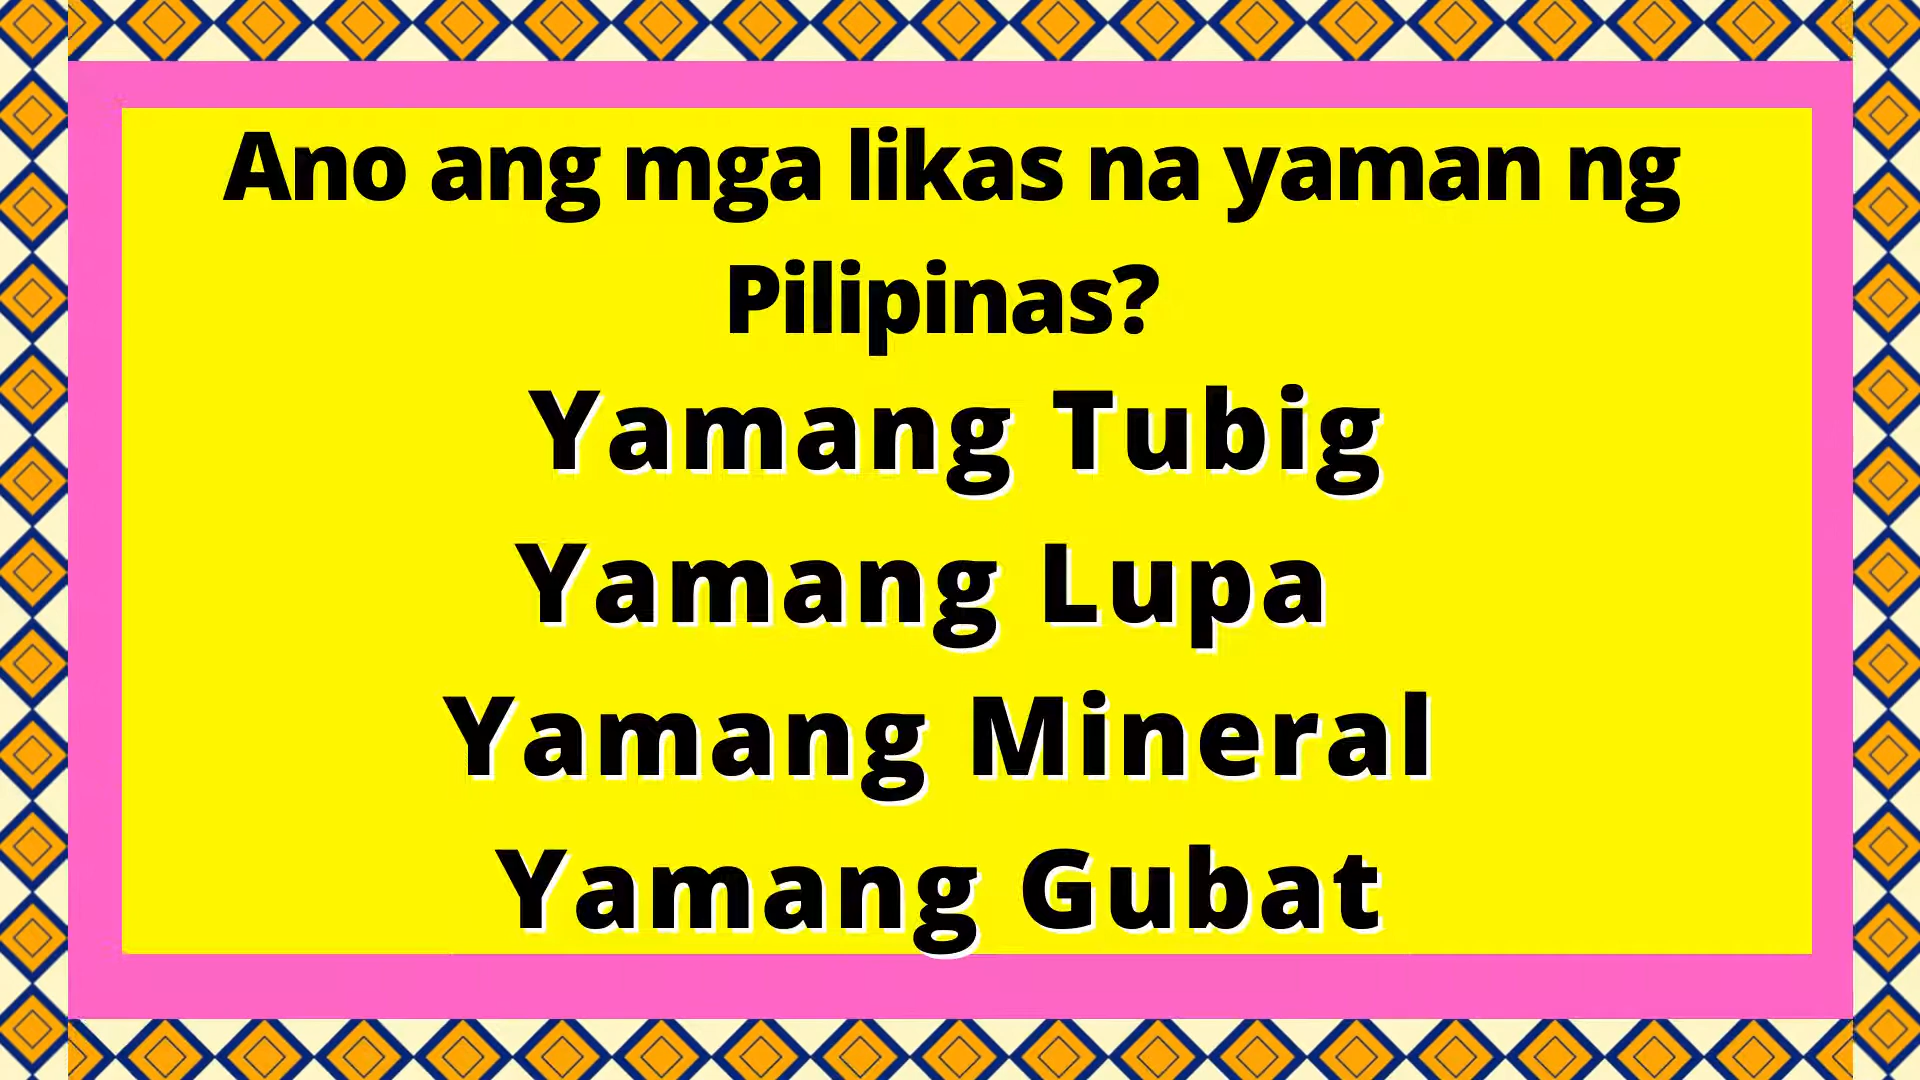 Ano ang mga likas na yaman ng
Pilipinas?
Yamang Tubig
Yamang Lupa
Yamang Mineral
Yamang Gubat